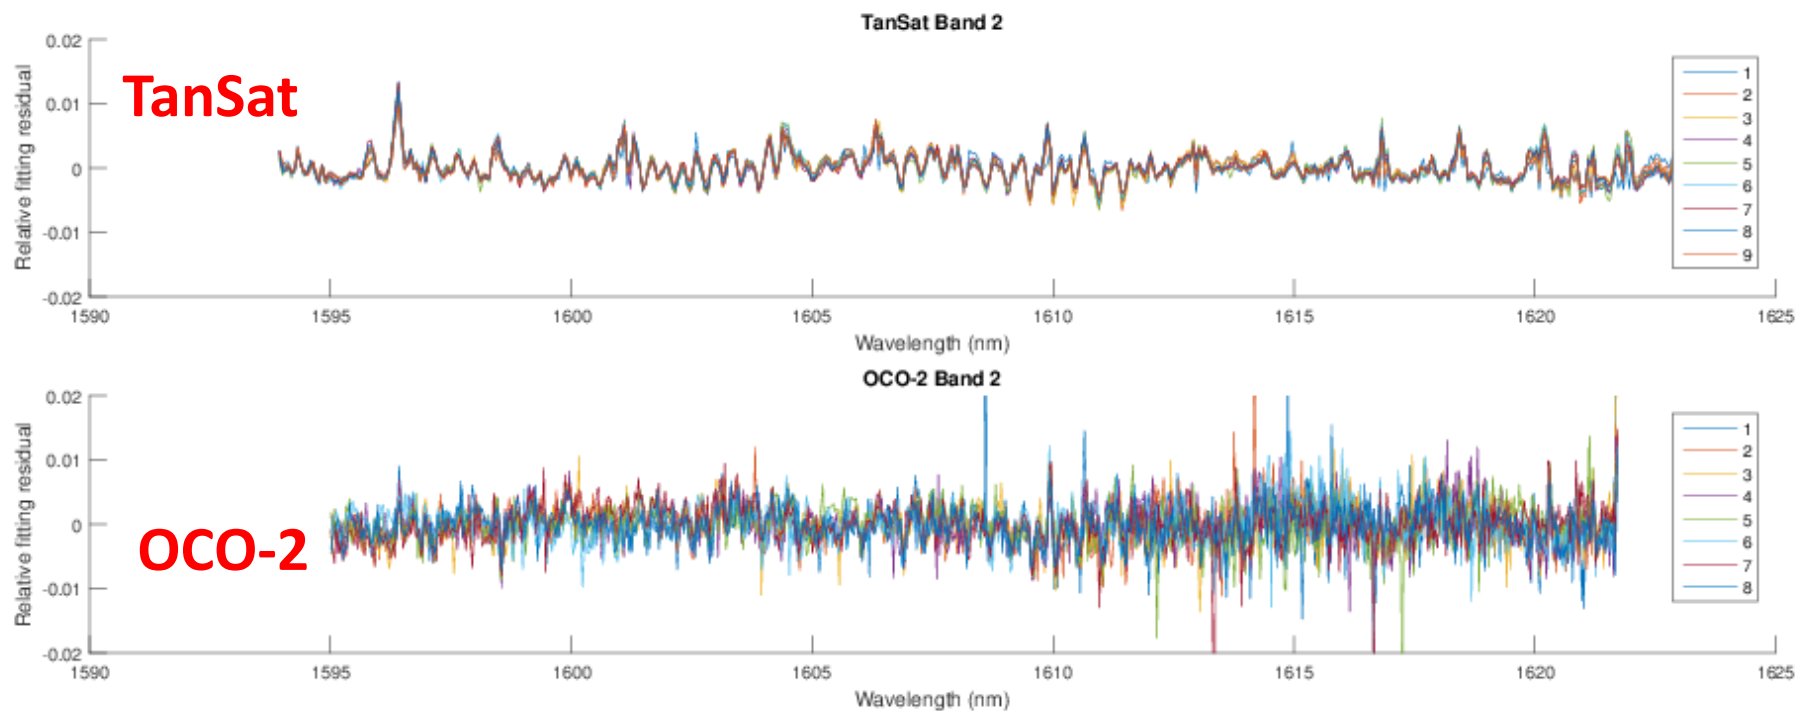 TanSat Band 2
0.02
0.01
0
-0.01
-0.02
Relative fitting residual
TanSat
1
2
3
4
5
6
7
8
9
1590 1595 1600 1605 1610 1615 1620 1625
Wavelength (nm)
OCO-2 Band 2
0.02
0.01
0
-0.01
-0.02
Relative fitting residual
OCO-2
1
2
3
4
5
6
7
8
1590 1595 1600 1605 1610 1615 1620 1625
Wavelength (nm)